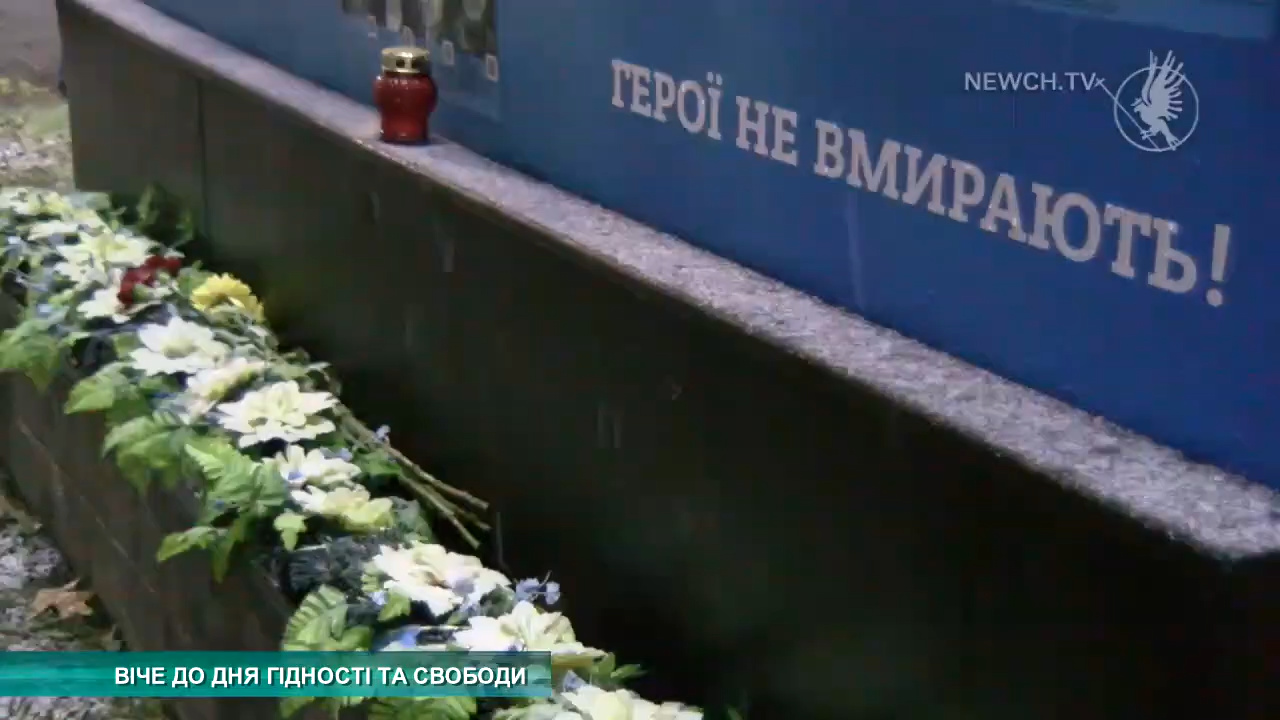 NEWCH.TV
ГЕРОЇ НЕ ВМИРАЮТЬ!
ВІЧЕ ДО ДНЯ ГІДНОСТІ ТА СВОБОДИ